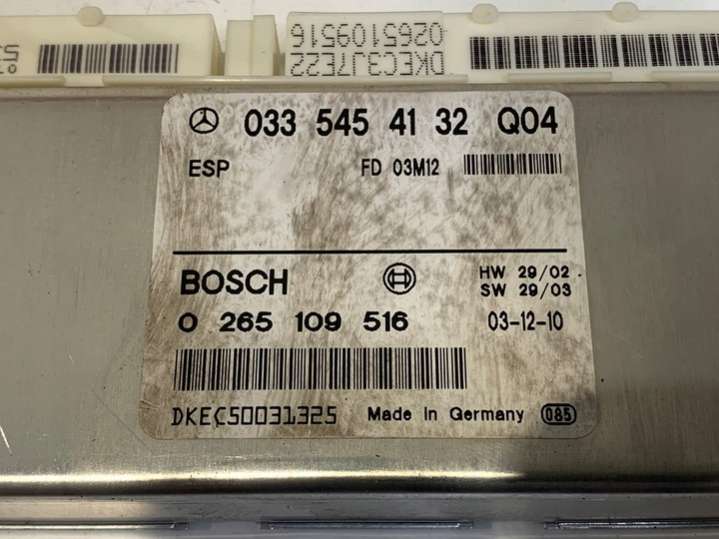 DKEC3J7E22
0265109516
033 545 41 32 Q04
ESP FD 03M12
BOSCH HW 29/02
SW 29/03
0 265 109 516 03-12-10
DKEC50031325 Made in Germany 085